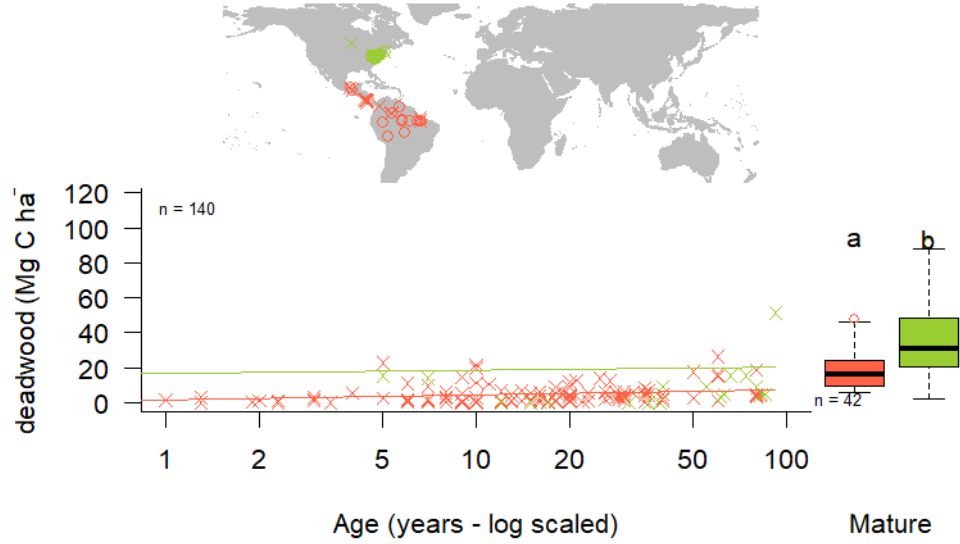 120
100
80
60
40
20
0
deadwood (Mg C ha⁻
n = 140
a
b
n = 42
1
2
5
10
20
50
100
Age (years - log scaled)
Mature